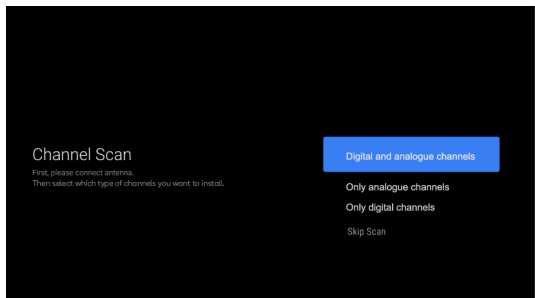 Channel Scan
First, please connect antenna.
Then select which type of channels you want to install.
Digital and analogue channels
Only analogue channels
Only digital channels
Skip Scan